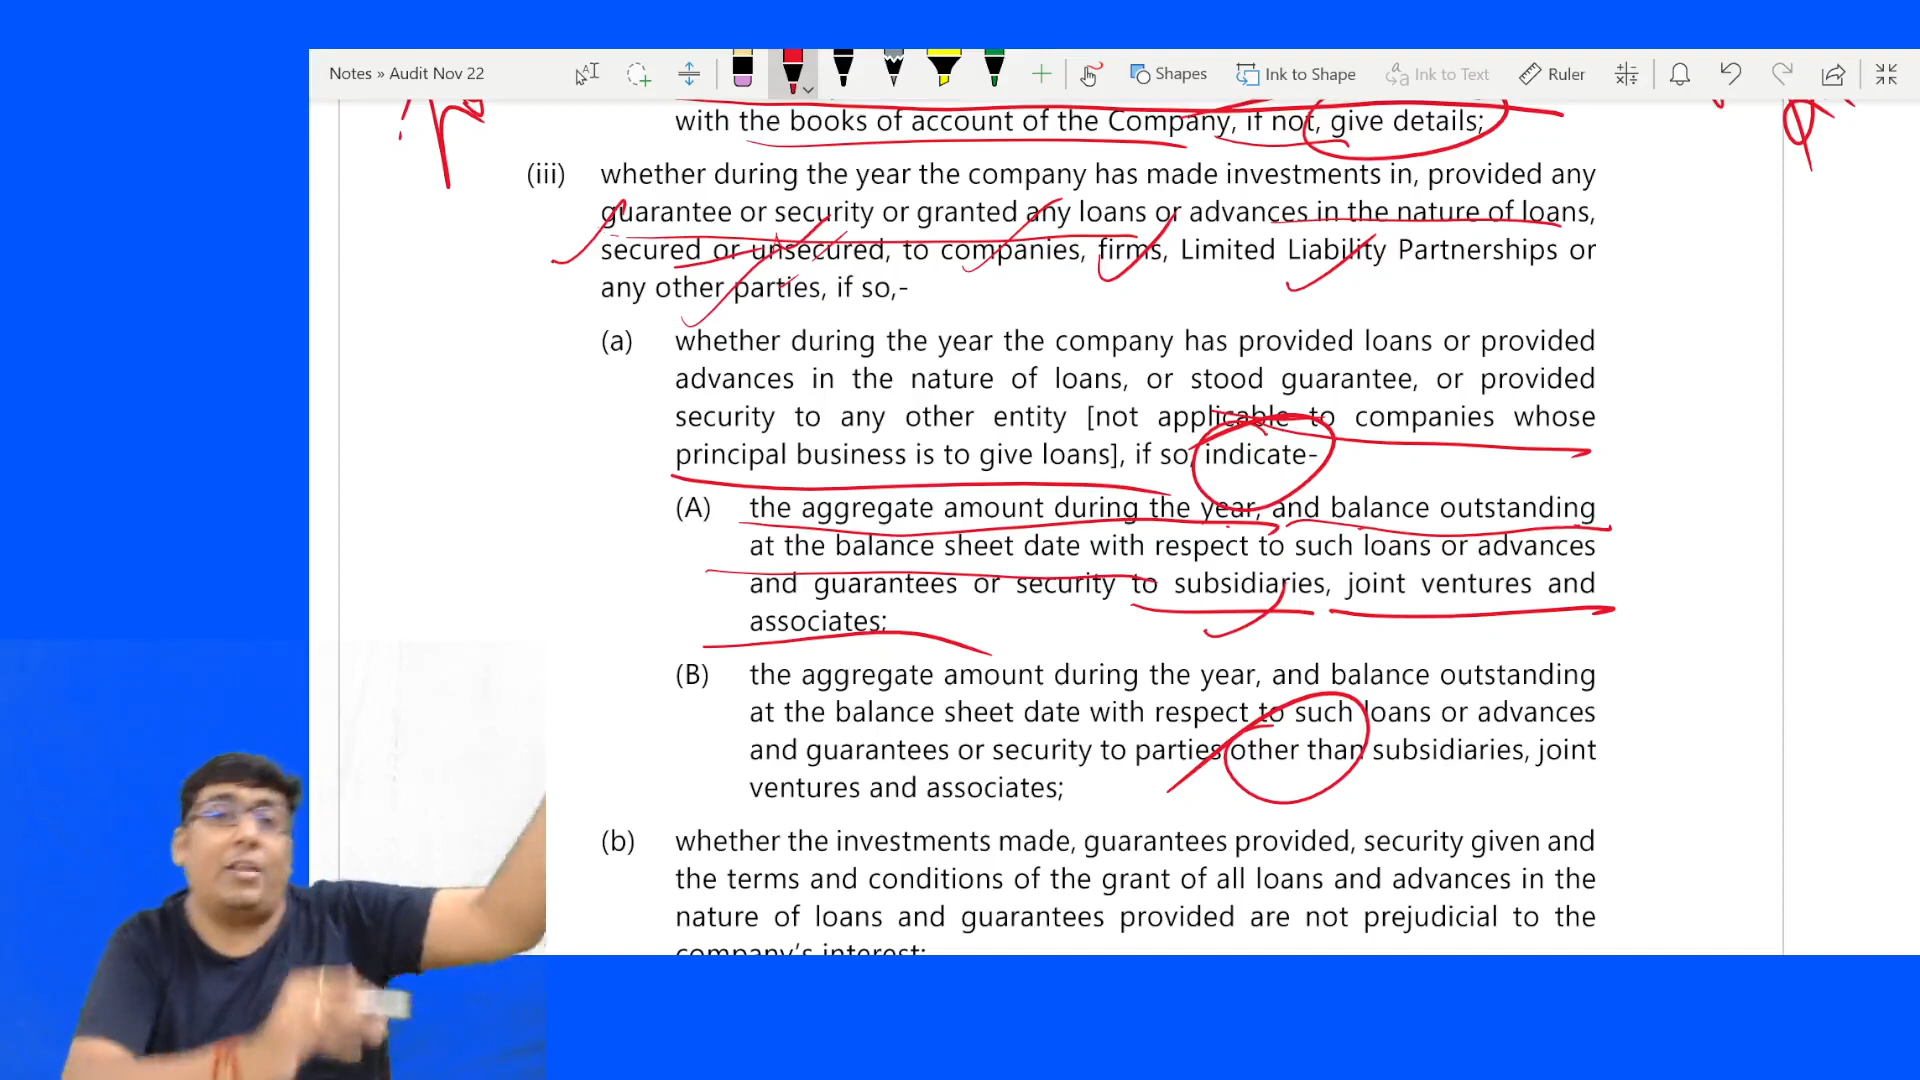 Notes » Audit Nov 22
Shapes
Ink to Shape
Ink to Text
Ruler
with the books of account of the Company, if not, give details;
(iii) whether during the year the company has made investments in, provided any
guarantee or security or granted any loans or advances in the nature of loans,
secured or unsecured, to companies, firms, Limited Liability Partnerships or
any other parties, if so,-
(a) whether during the year the company has provided loans or provided
advances in the nature of loans, or stood guarantee, or provided
security to any other entity [not applicable to companies whose
principal business is to give loans], if so, indicate-
(A) the aggregate amount during the year, and balance outstanding
at the balance sheet date with respect to such loans or advances
and guarantees or security to subsidiaries, joint ventures and
associates;
(B) the aggregate amount during the year, and balance outstanding
at the balance sheet date with respect to such loans or advances
and guarantees or security to parties other than subsidiaries, joint
ventures and associates;
(b) whether the investments made, guarantees provided, security given and
the terms and conditions of the grant of all loans and advances in the
nature of loans and guarantees provided are not prejudicial to the
company's interest;